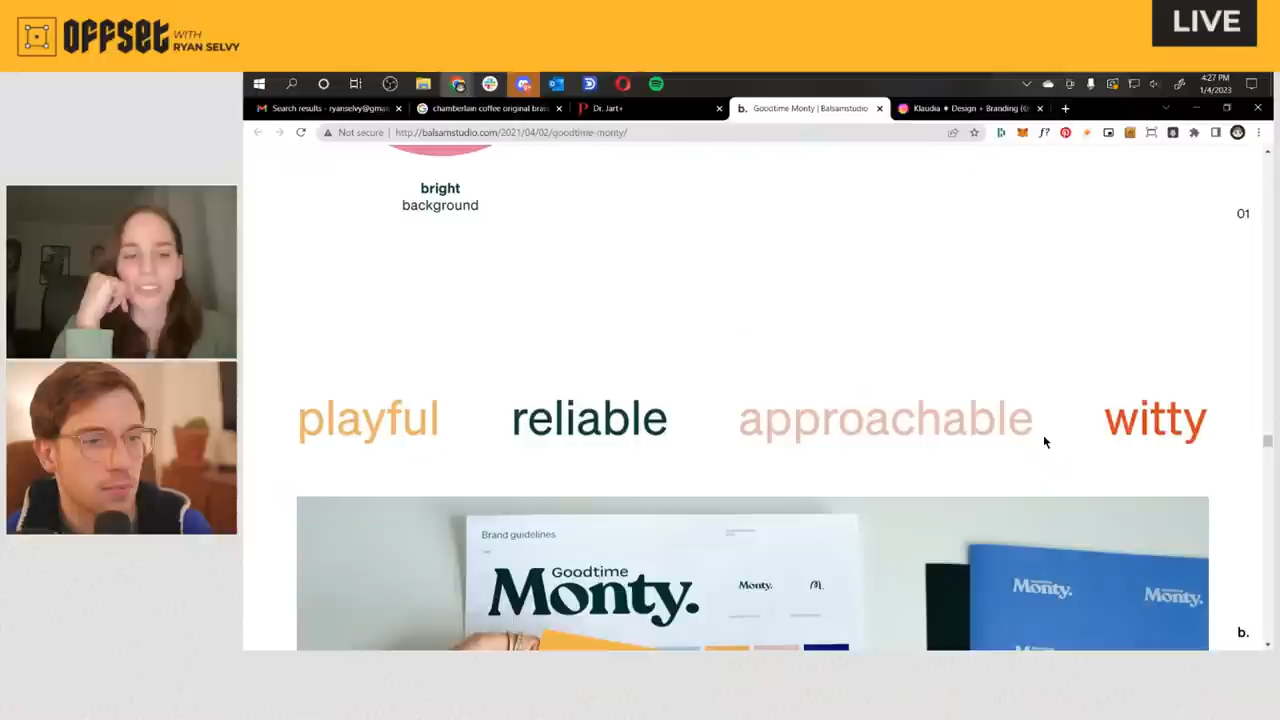 OFFSET WITH RYAN SELVY
LIVE
4:27 PM
1/4/2023
Search results - ryanselvy@gmai
chamberlain coffee original bran
Dr. Jart+
b. Goodtime Monty | Balsamstudio
Klaudia ✦ Design + Branding (@
Not secure | http://balsamstudio.com/2021/04/02/goodtime-monty/
bright
background
01
playful reliable approachable witty
Brand guidelines
Goodtime
Monty.
Monty.
m.
Monty.
Monty.
b.